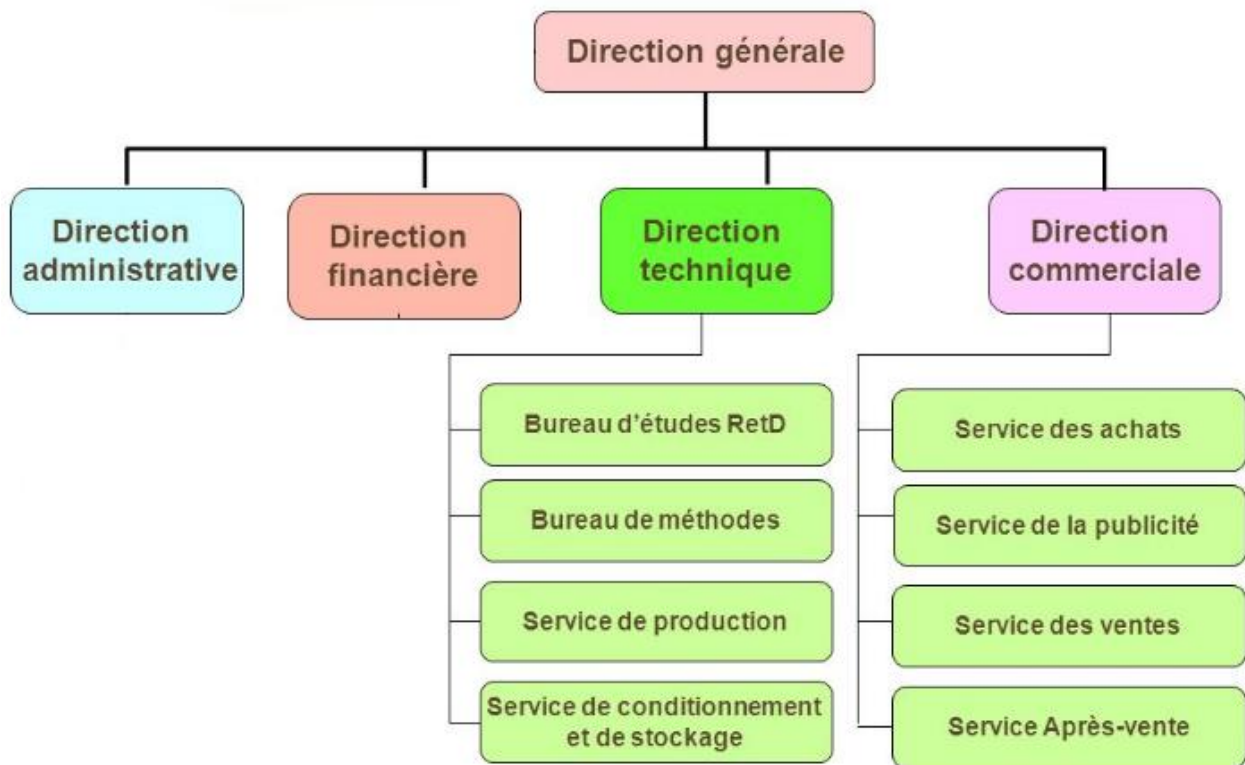 Direction générale
Direction
administrative
Direction
financière
Direction
technique
Direction
commerciale
Bureau d'études RetD
Bureau de méthodes
Service de production
Service de conditionnement
et de stockage
Service des achats
Service de la publicité
Service des ventes
Service Après-vente